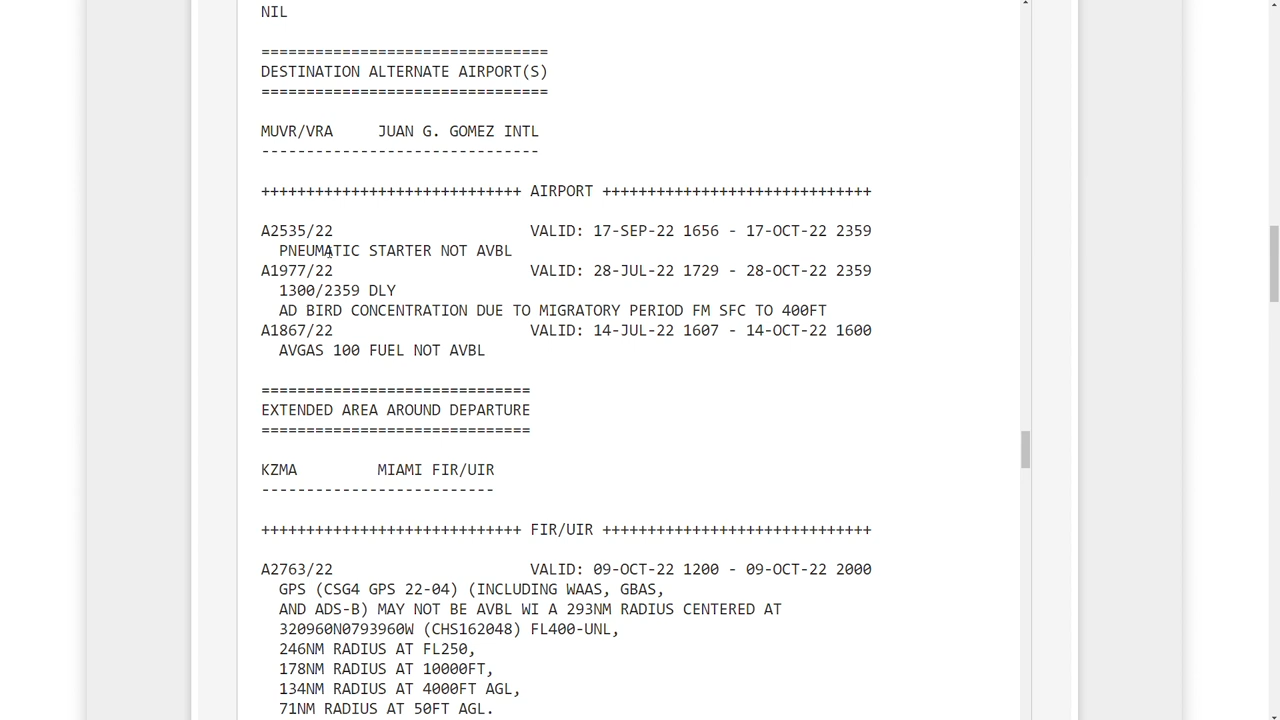 NIL
================================
DESTINATION ALTERNATE AIRPORT(S)
================================
MUVR/VRA     JUAN G. GOMEZ INTL
-------------------------------
+++++++++++++++++++++++++++++ AIRPORT ++++++++++++++++++++++++++++++
A2535/22                      VALID: 17-SEP-22 1656 - 17-OCT-22 2359
  PNEUMATIC STARTER NOT AVBL
A1977/22                      VALID: 28-JUL-22 1729 - 28-OCT-22 2359
  1300/2359 DLY
  AD BIRD CONCENTRATION DUE TO MIGRATORY PERIOD FM SFC TO 400FT
A1867/22                      VALID: 14-JUL-22 1607 - 14-OCT-22 1600
  AVGAS 100 FUEL NOT AVBL
==============================
EXTENDED AREA AROUND DEPARTURE
==============================
KZMA         MIAMI FIR/UIR
--------------------------
+++++++++++++++++++++++++++++ FIR/UIR ++++++++++++++++++++++++++++++
A2763/22                      VALID: 09-OCT-22 1200 - 09-OCT-22 2000
  GPS (CSG4 GPS 22-04) (INCLUDING WAAS, GBAS,
  AND ADS-B) MAY NOT BE AVBL WI A 293NM RADIUS CENTERED AT
  320960N0793960W (CHS162048) FL400-UNL,
  246NM RADIUS AT FL250,
  178NM RADIUS AT 10000FT,
  134NM RADIUS AT 4000FT AGL,
  71NM RADIUS AT 50FT AGL.